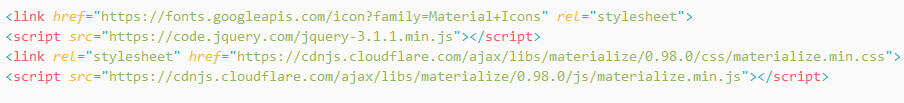 <link href="https://fonts.googleapis.com/icon?family=Material+Icons" rel="stylesheet">
<script src="https://code.jquery.com/jquery-3.1.1.min.js"></script>
<link rel="stylesheet" href="https://cdnjs.cloudflare.com/ajax/libs/materialize/0.98.0/css/materialize.min.css">
<script src="https://cdnjs.cloudflare.com/ajax/libs/materialize/0.98.0/js/materialize.min.js"></script>